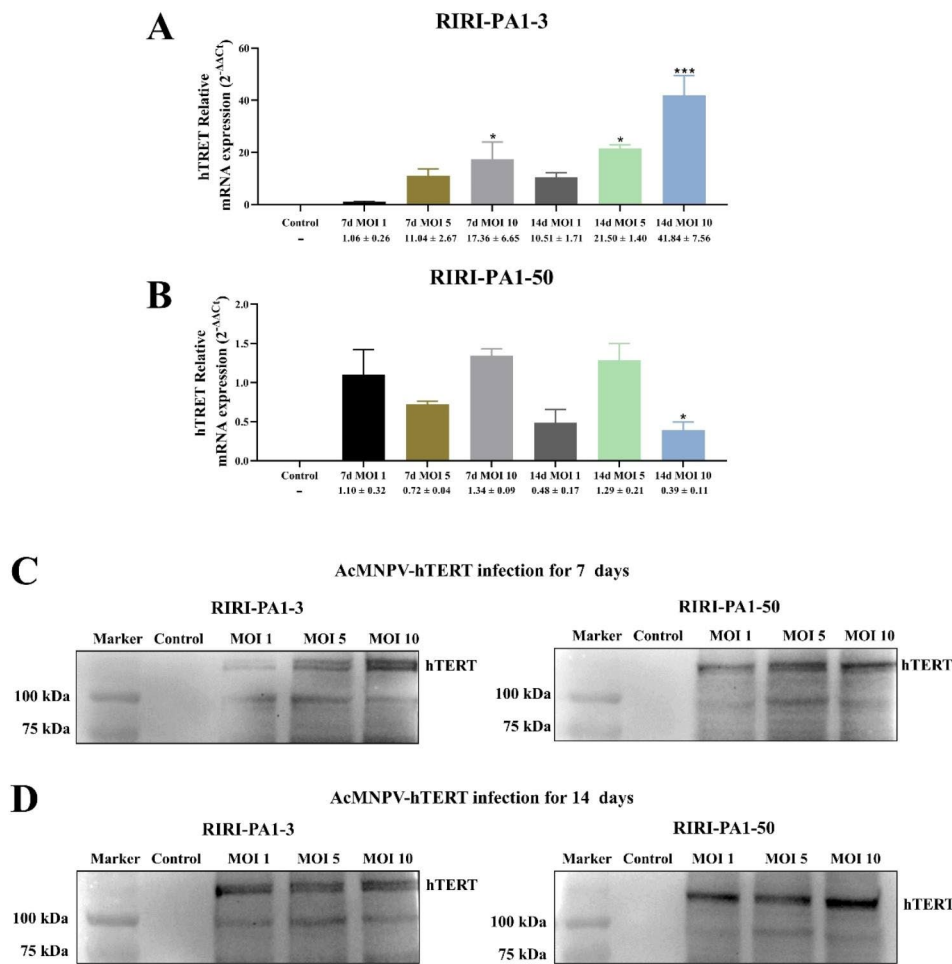 A
RIRI-PA1-3
hTRET Relative
mRNA expression (2-ΔΔCt)
60
40
20
0
*
*
***
Control 7d MOI 1 7d MOI 5 7d MOI 10 14d MOI 1 14d MOI 5 14d MOI 10
– 1.06 ± 0.26 11.04 ± 2.67 17.36 ± 6.65 10.51 ± 1.71 21.50 ± 1.40 41.84 ± 7.56
B
RIRI-PA1-50
hTRET Relative
mRNA expression (2-ΔΔCt)
2.0
1.5
1.0
0.5
0.0
*
Control 7d MOI 1 7d MOI 5 7d MOI 10 14d MOI 1 14d MOI 5 14d MOI 10
– 1.10 ± 0.32 0.72 ± 0.04 1.34 ± 0.09 0.48 ± 0.17 1.29 ± 0.21 0.39 ± 0.11
C
AcMNPV-hTERT infection for 7 days
RIRI-PA1-3
Marker Control MOI 1 MOI 5 MOI 10
hTERT
100 kDa
75 kDa
RIRI-PA1-50
Marker Control MOI 1 MOI 5 MOI 10
hTERT
100 kDa
75 kDa
D
AcMNPV-hTERT infection for 14 days
RIRI-PA1-3
Marker Control MOI 1 MOI 5 MOI 10
hTERT
100 kDa
75 kDa
RIRI-PA1-50
Marker Control MOI 1 MOI 5 MOI 10
hTERT
100 kDa
75 kDa